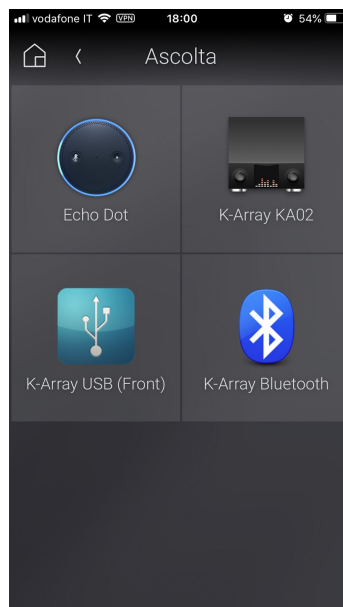 vodafone IT VPN 18:00 54%
Ascolta
Echo Dot
K-Array KA02
K-Array USB (Front)
K-Array Bluetooth